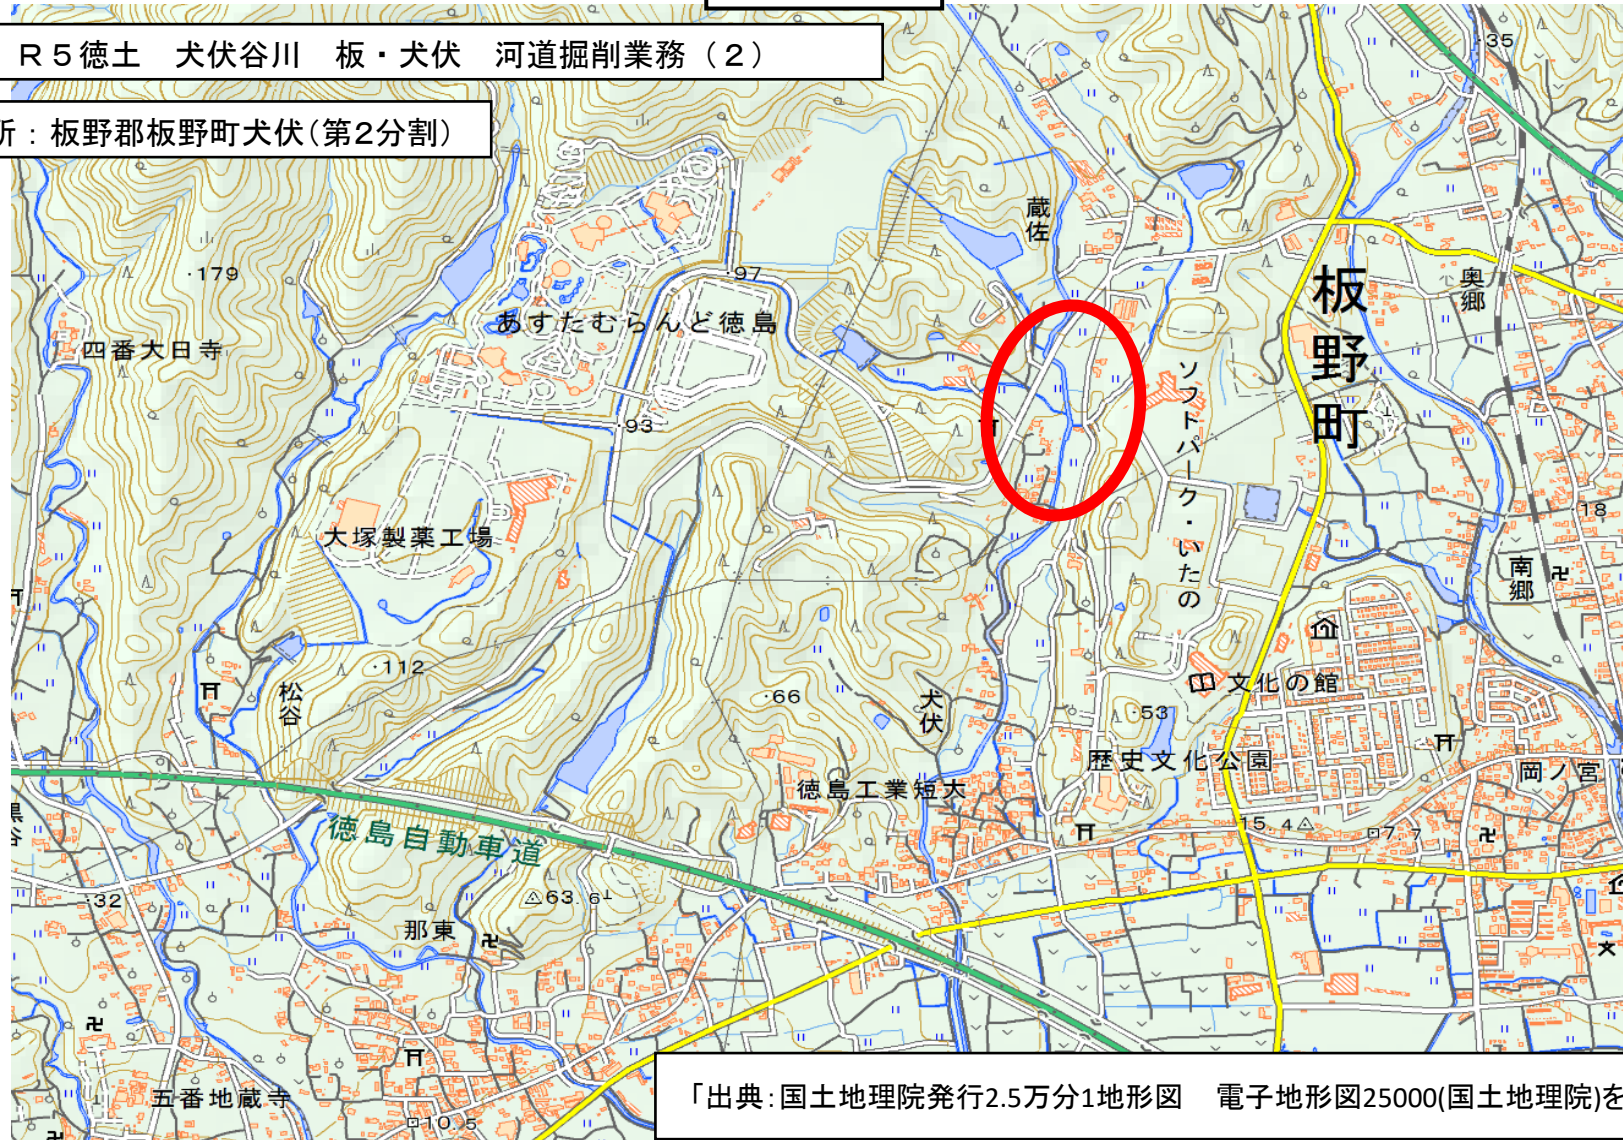 R5徳土　犬伏谷川　板・犬伏　河道掘削業務（2）
所：板野郡板野町犬伏(第2分割)
35
蔵佐
179
97
板野町
奥郷
あすたむらんど徳島
四番大日寺
ソフトパーク・いたの
93
18
大塚製薬工場
南郷
112
松谷
66
犬伏
文化の館
53
歴史文化公園
岡ノ宮
徳島工業短大
黒谷
徳島自動車道
15.4
7.7
32
63.6
那東
五番地蔵寺
10.5
「出典：国土地理院発行2.5万分1地形図　電子地形図25000(国土地理院)を